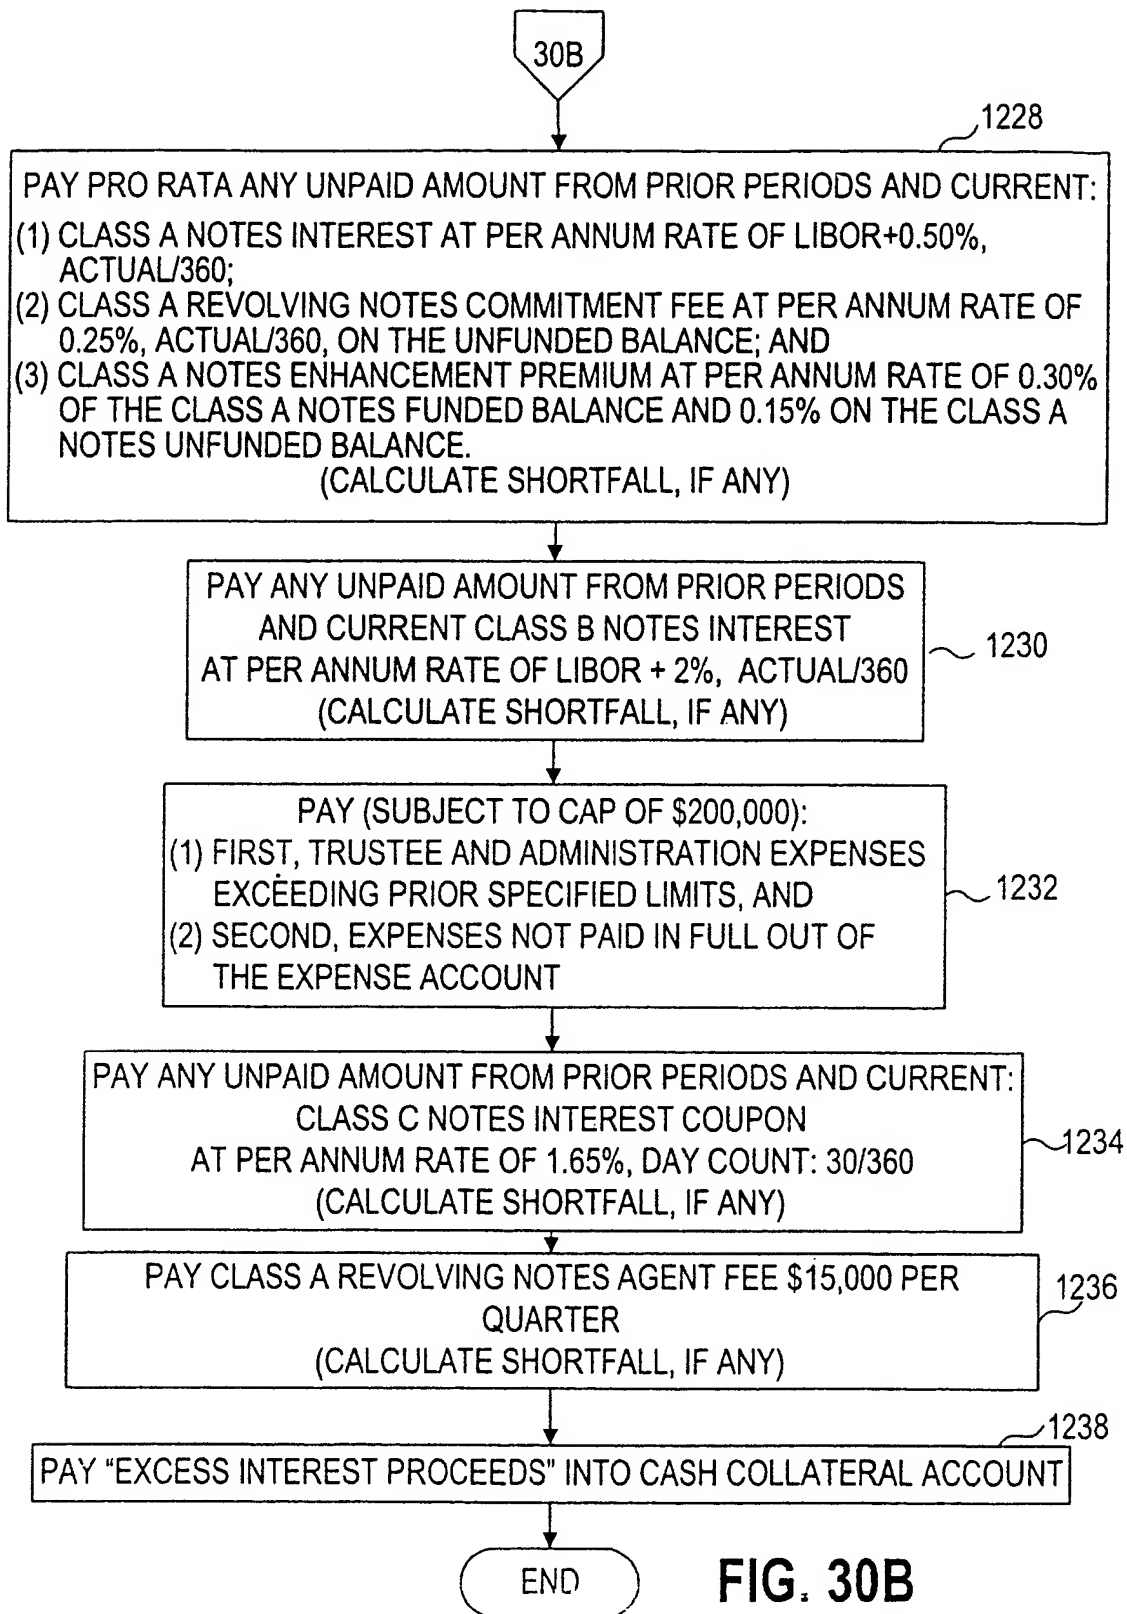 30B
1228
PAY PRO RATA ANY UNPAID AMOUNT FROM PRIOR PERIODS AND CURRENT:
(1) CLASS A NOTES INTEREST AT PER ANNUM RATE OF LIBOR+0.50%,
ACTUAL/360;
(2) CLASS A REVOLVING NOTES COMMITMENT FEE AT PER ANNUM RATE OF
0.25%, ACTUAL/360, ON THE UNFUNDED BALANCE; AND
(3) CLASS A NOTES ENHANCEMENT PREMIUM AT PER ANNUM RATE OF 0.30%
OF THE CLASS A NOTES FUNDED BALANCE AND 0.15% ON THE CLASS A
NOTES UNFUNDED BALANCE.
(CALCULATE SHORTFALL, IF ANY)
PAY ANY UNPAID AMOUNT FROM PRIOR PERIODS
AND CURRENT CLASS B NOTES INTEREST
AT PER ANNUM RATE OF LIBOR + 2%, ACTUAL/360
(CALCULATE SHORTFALL, IF ANY)
1230
PAY (SUBJECT TO CAP OF $200,000):
(1) FIRST, TRUSTEE AND ADMINISTRATION EXPENSES
EXCEEDING PRIOR SPECIFIED LIMITS, AND
(2) SECOND, EXPENSES NOT PAID IN FULL OUT OF
THE EXPENSE ACCOUNT
1232
PAY ANY UNPAID AMOUNT FROM PRIOR PERIODS AND CURRENT:
CLASS C NOTES INTEREST COUPON
AT PER ANNUM RATE OF 1.65%, DAY COUNT: 30/360
(CALCULATE SHORTFALL, IF ANY)
1234
PAY CLASS A REVOLVING NOTES AGENT FEE $15,000 PER
QUARTER
(CALCULATE SHORTFALL, IF ANY)
1236
1238
PAY "EXCESS INTEREST PROCEEDS" INTO CASH COLLATERAL ACCOUNT
END
FIG. 30B